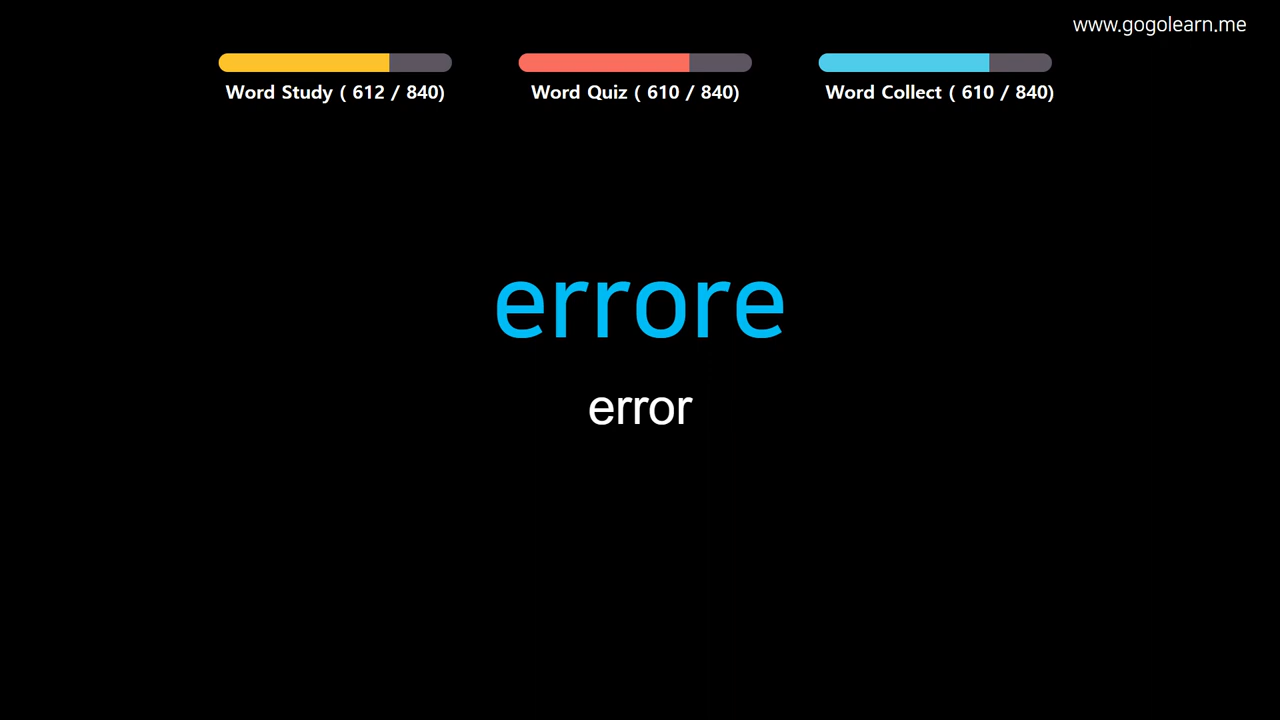 www.gogolearn.me
Word Study ( 612 / 840)
Word Quiz ( 610 / 840)
Word Collect ( 610 / 840)
errore
error